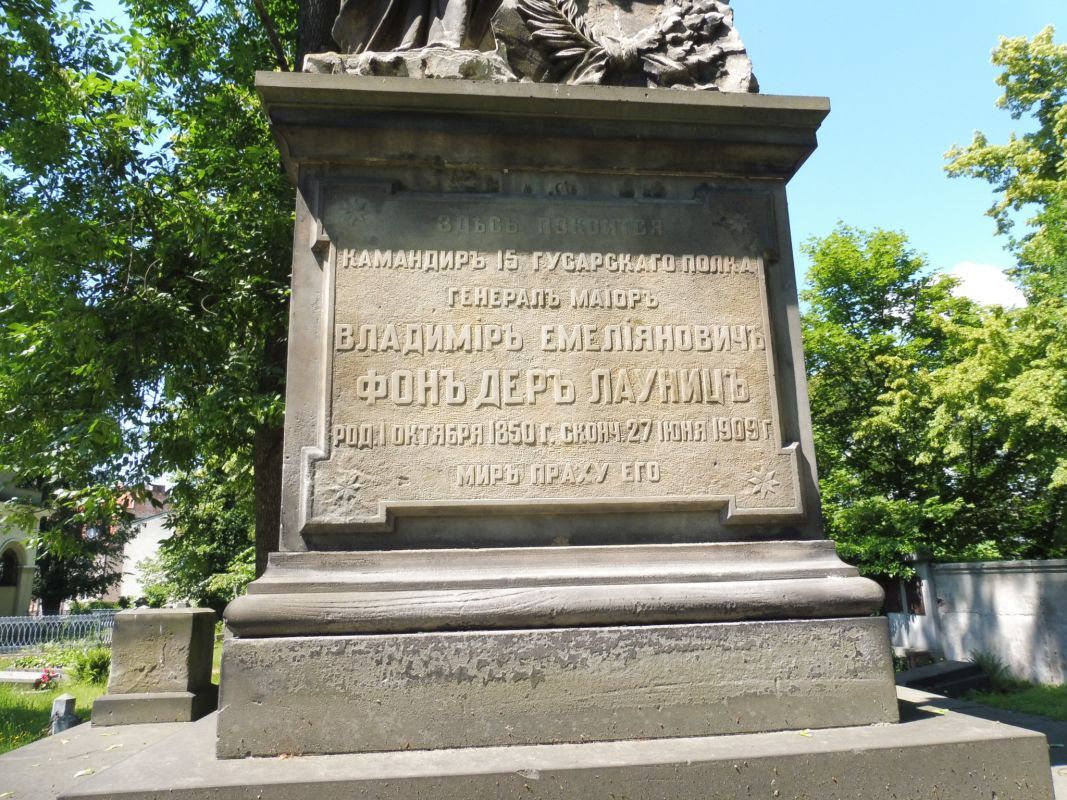 ЗДѢСЬ ПОКОИТСЯ
КАМАНДИРЪ 15 ГУСАРСКАГО ПОЛКА
ГЕНЕРАЛЪ МАІОРЪ
ВЛАДИМІРЪ ЕМЕЛІЯНОВИЧЪ
ФОНЪ ДЕРЪ ЛАУНИЦЪ
РОД. 1 ОКТЯБРЯ 1850 Г. СКОНЧ. 27 ІЮНЯ 1909 Г.
МИРЪ ПРАХУ ЕГО